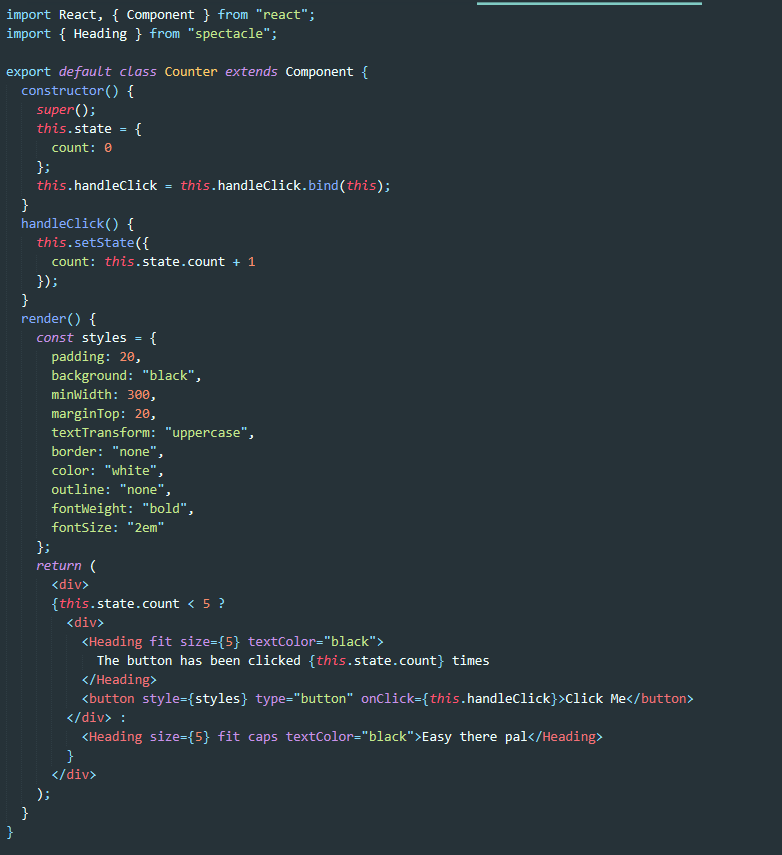 import React, { Component } from "react";
import { Heading } from "spectacle";

export default class Counter extends Component {
  constructor() {
    super();
    this.state = {
      count: 0
    };
    this.handleClick = this.handleClick.bind(this);
  }
  handleClick() {
    this.setState({
      count: this.state.count + 1
    });
  }
  render() {
    const styles = {
      padding: 20,
      background: "black",
      minWidth: 300,
      marginTop: 20,
      textTransform: "uppercase",
      border: "none",
      color: "white",
      outline: "none",
      fontWeight: "bold",
      fontSize: "2em"
    };
    return (
      <div>
      {this.state.count < 5 ?
        <div>
          <Heading fit size={5} textColor="black">
            The button has been clicked {this.state.count} times
          </Heading>
          <button style={styles} type="button" onClick={this.handleClick}>Click Me</button>
        </div> :
          <Heading size={5} fit caps textColor="black">Easy there pal</Heading>
        }
      </div>
    );
  }
}